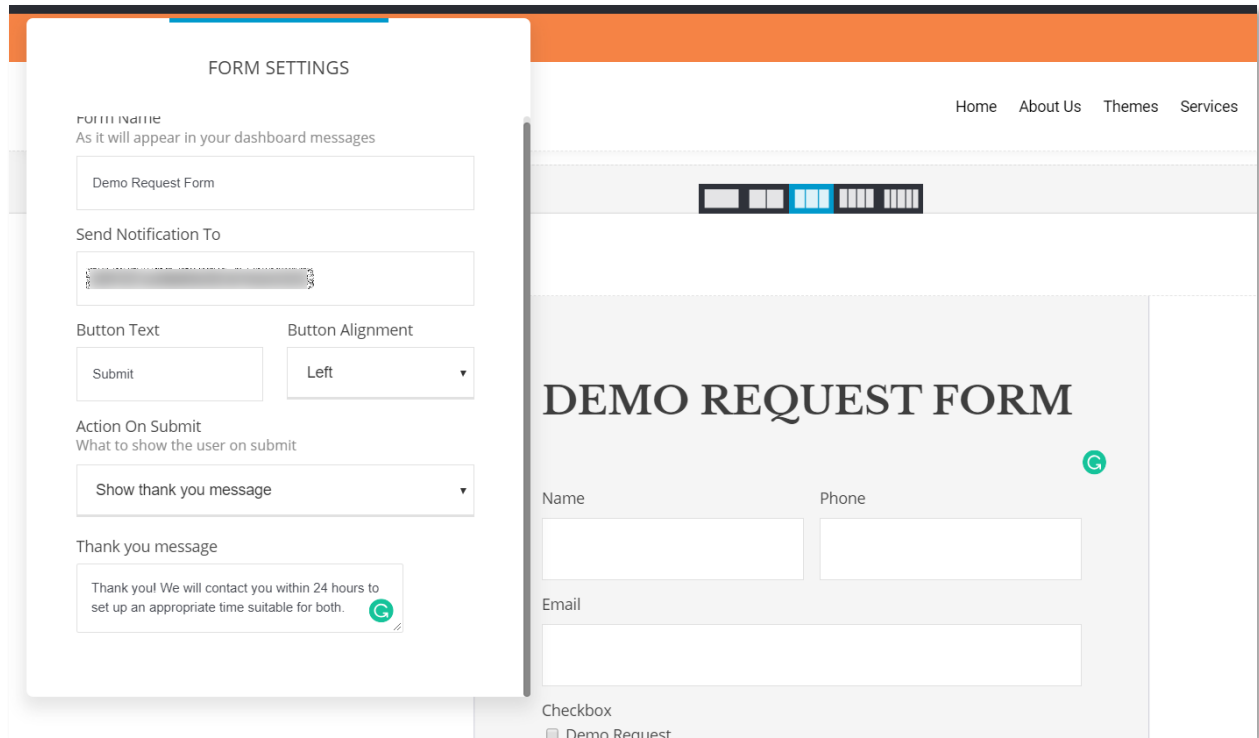 FORM SETTINGS
Form Name
As it will appear in your dashboard messages
Demo Request Form
Send Notification To
Button Text
Button Alignment
Submit
Left
Action On Submit
What to show the user on submit
Show thank you message
Thank you message
Thank you! We will contact you within 24 hours to
set up an appropriate time suitable for both.
Home About Us Themes Services
DEMO REQUEST FORM
Name
Phone
Email
Checkbox
Demo Request